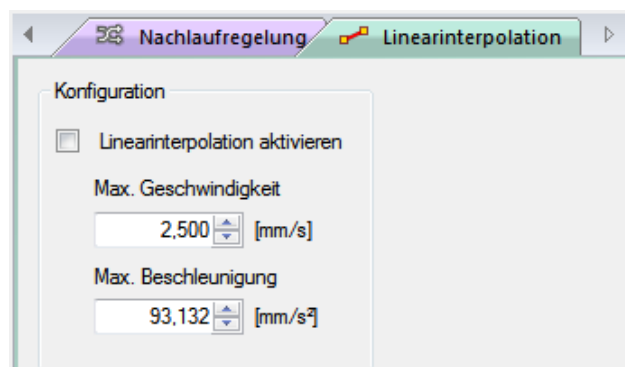 Nachlaufregelung Linearinterpolation
Konfiguration
Linearinterpolation aktivieren
Max. Geschwindigkeit
2,500 [mm/s]
Max. Beschleunigung
93,132 [mm/s²]